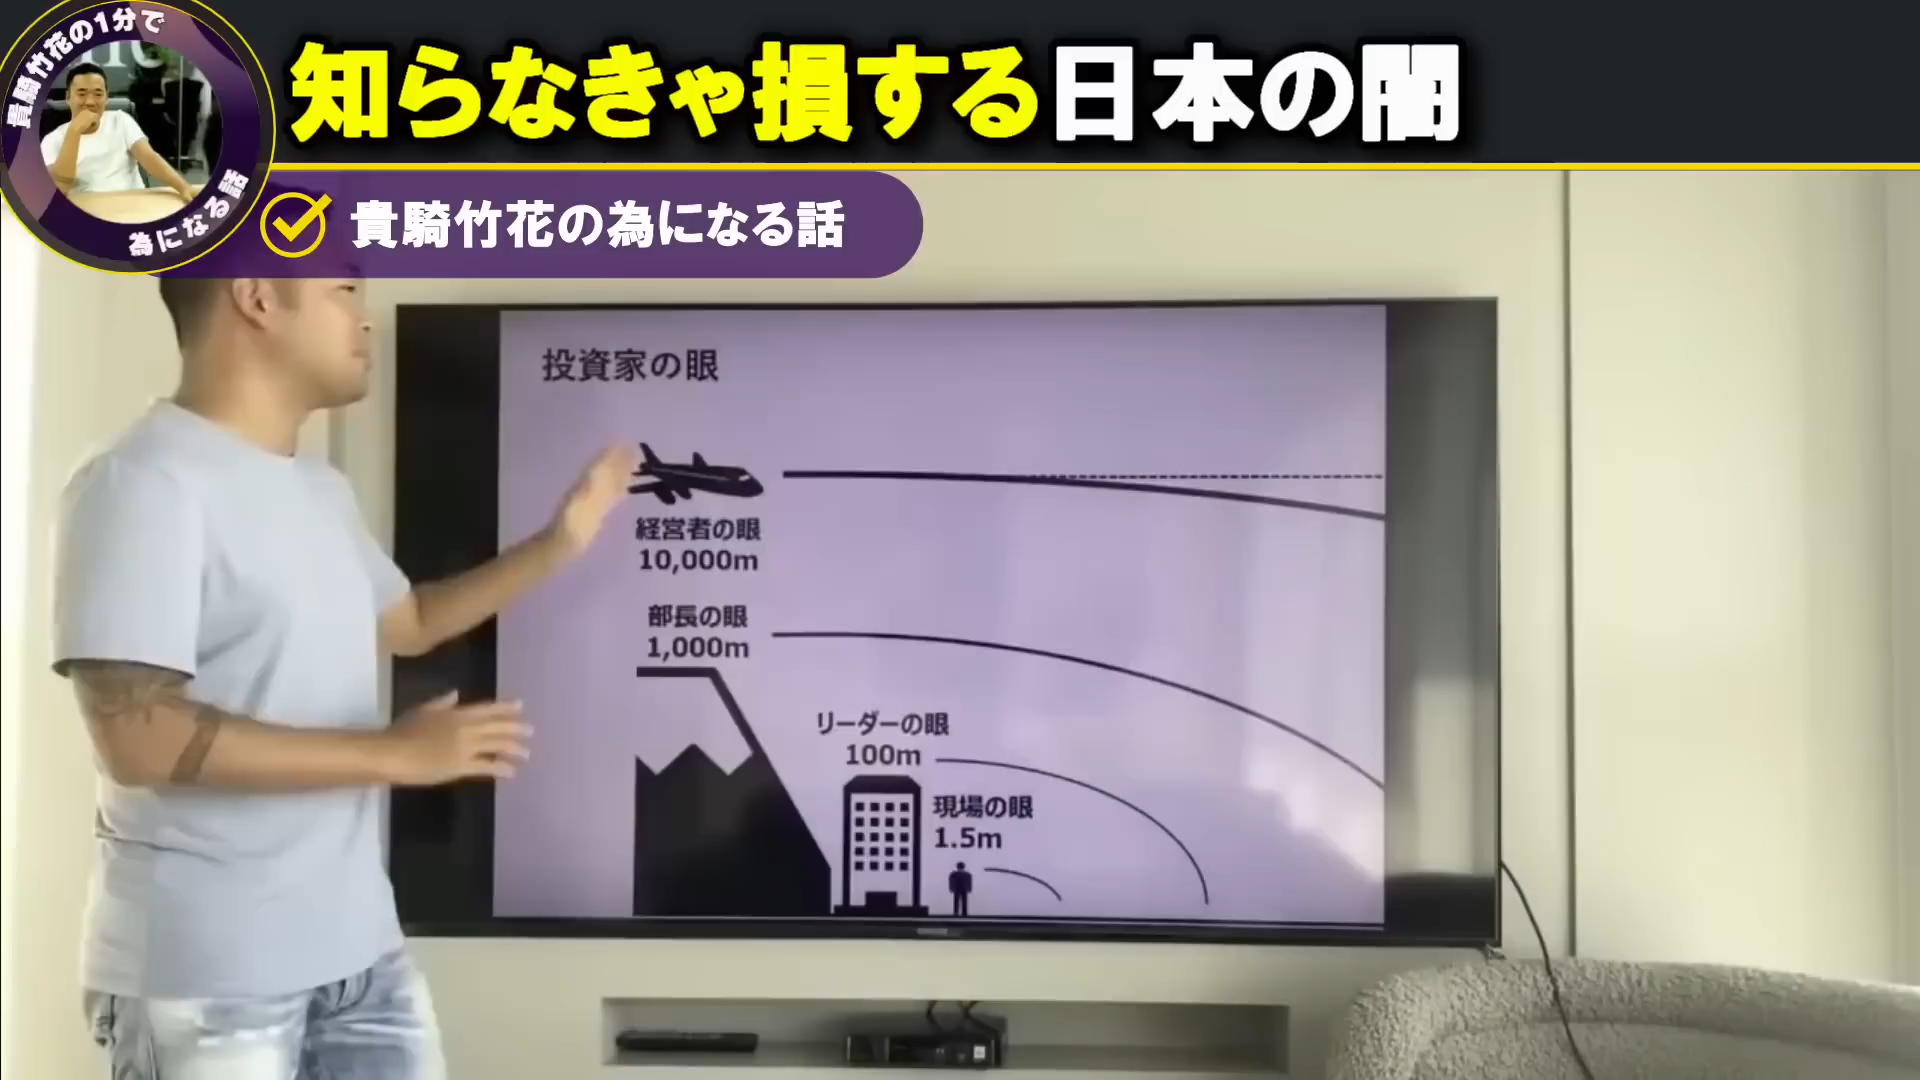 貴騎竹花の1分で
為になる話
知らなきゃ損する日本の闇
貴騎竹花の為になる話
投資家の眼
経営者の眼
10,000m
部長の眼
1,000m
リーダーの眼
100m
現場の眼
1.5m